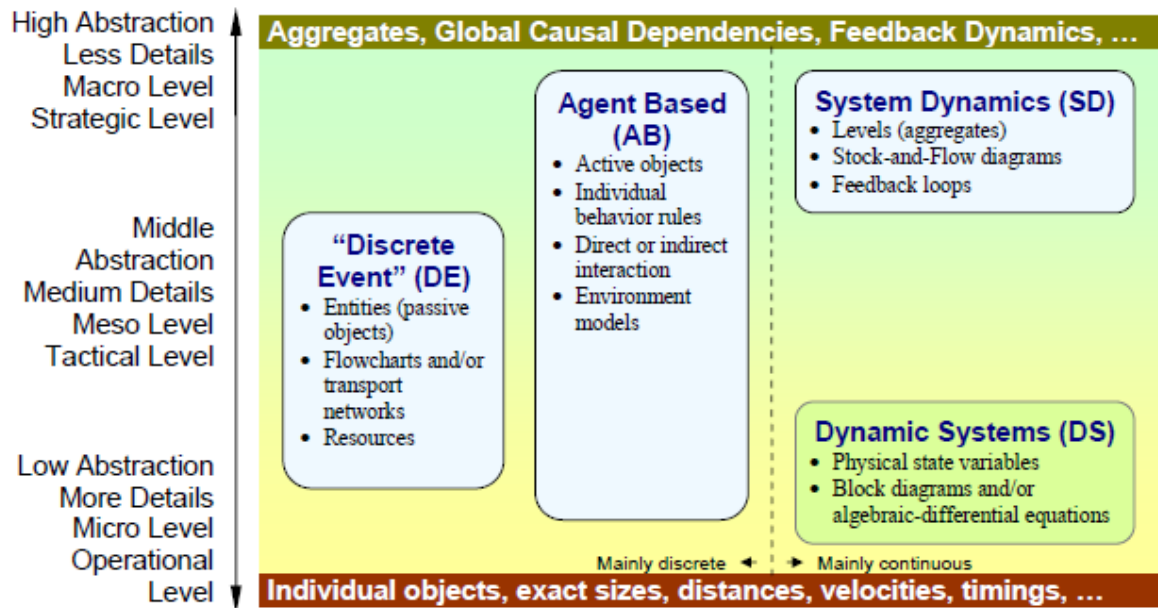 High Abstraction
Less Details
Macro Level
Strategic Level
Middle
Abstraction
Medium Details
Meso Level
Tactical Level
Low Abstraction
More Details
Micro Level
Operational
Level
Aggregates, Global Causal Dependencies, Feedback Dynamics, …
“Discrete
Event” (DE)
• Entities (passive
objects)
• Flowcharts and/or
transport
networks
• Resources
Agent Based
(AB)
• Active objects
• Individual
behavior rules
• Direct or indirect
interaction
• Environment
models
System Dynamics (SD)
• Levels (aggregates)
• Stock-and-Flow diagrams
• Feedback loops
Dynamic Systems (DS)
• Physical state variables
• Block diagrams and/or
algebraic-differential equations
Mainly discrete
Mainly continuous
Individual objects, exact sizes, distances, velocities, timings, …